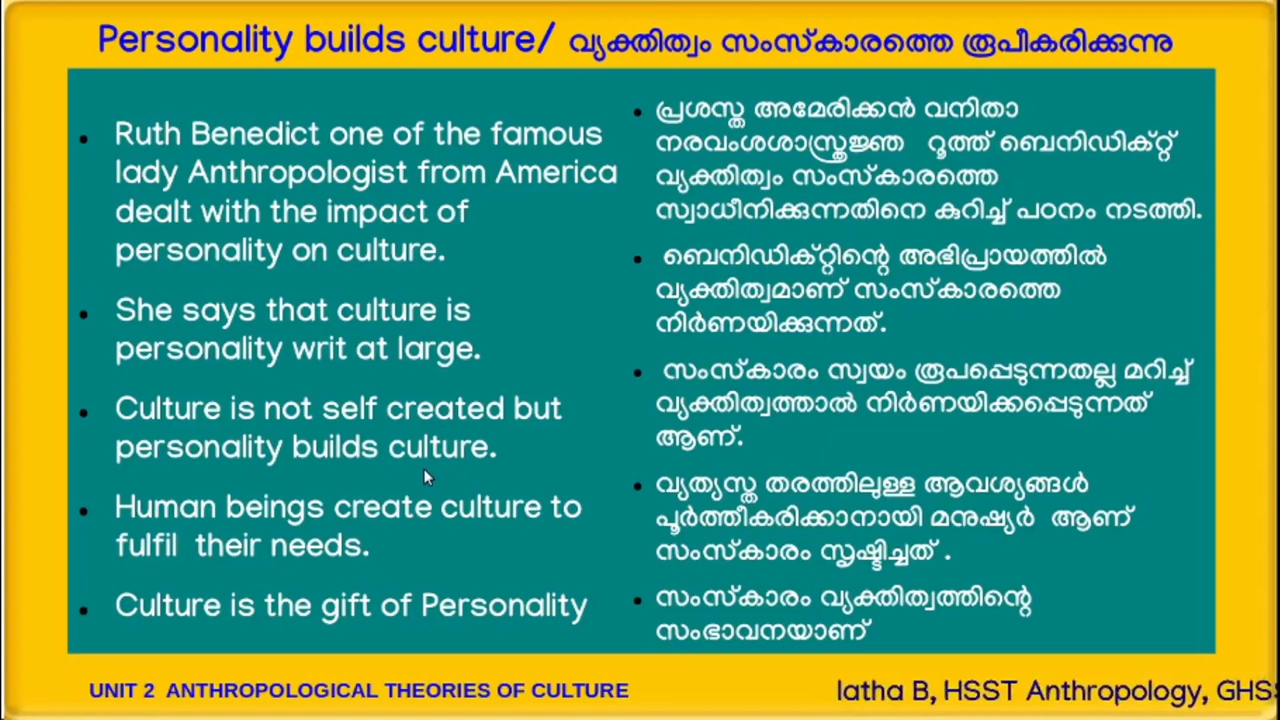 Personality builds culture/ വ്യക്തിത്വം സംസ്കാരത്തെ രൂപീകരിക്കുന്നു
Ruth Benedict one of the famous
lady Anthropologist from America
dealt with the impact of
personality on culture.
She says that culture is
personality writ at large.
Culture is not self created but
personality builds culture.
Human beings create culture to
fulfil their needs.
Culture is the gift of Personality
പ്രശസ്ത അമേരിക്കൻ വനിതാ
നരവംശശാസ്ത്രജ്ഞ റൂത്ത് ബെനിഡിക്റ്റ്
വ്യക്തിത്വം സംസ്കാരത്തെ
സ്വാധീനിക്കുന്നതിനെ കുറിച്ച് പഠനം നടത്തി.
ബെനിഡിക്റ്റിന്റെ അഭിപ്രായത്തിൽ
വ്യക്തിത്വമാണ് സംസ്കാരത്തെ
നിർണയിക്കുന്നത്.
സംസ്കാരം സ്വയം രൂപപ്പെടുന്നതല്ല മറിച്ച്
വ്യക്തിത്വത്താൽ നിർണയിക്കപ്പെടുന്നത്
ആണ്.
വ്യത്യസ്ത തരത്തിലുള്ള ആവശ്യങ്ങൾ
പൂർത്തീകരിക്കാനായി മനുഷ്യർ ആണ്
സംസ്കാരം സൃഷ്ടിച്ചത് .
സംസ്കാരം വ്യക്തിത്വത്തിന്റെ
സംഭാവനയാണ്
UNIT 2 ANTHROPOLOGICAL THEORIES OF CULTURE
latha B, HSST Anthropology, GHS